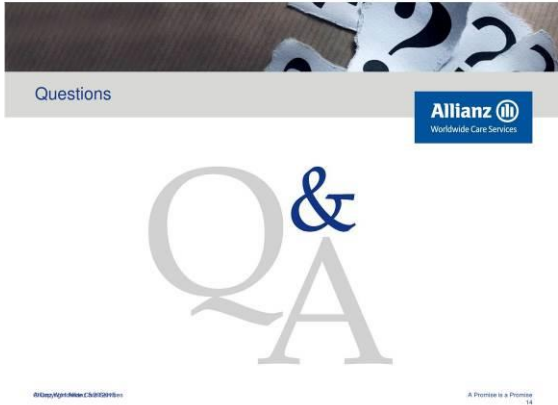 Questions
Allianz
Worldwide Care Services
Q
&
A
A Promise is a Promise
14